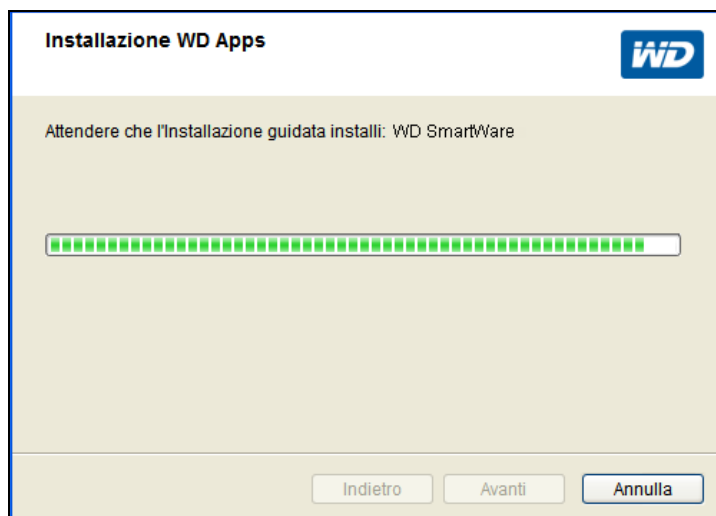 Installazione WD Apps
WD
Attendere che l'Installazione guidata installi: WD SmartWare
Indietro
Avanti
Annulla